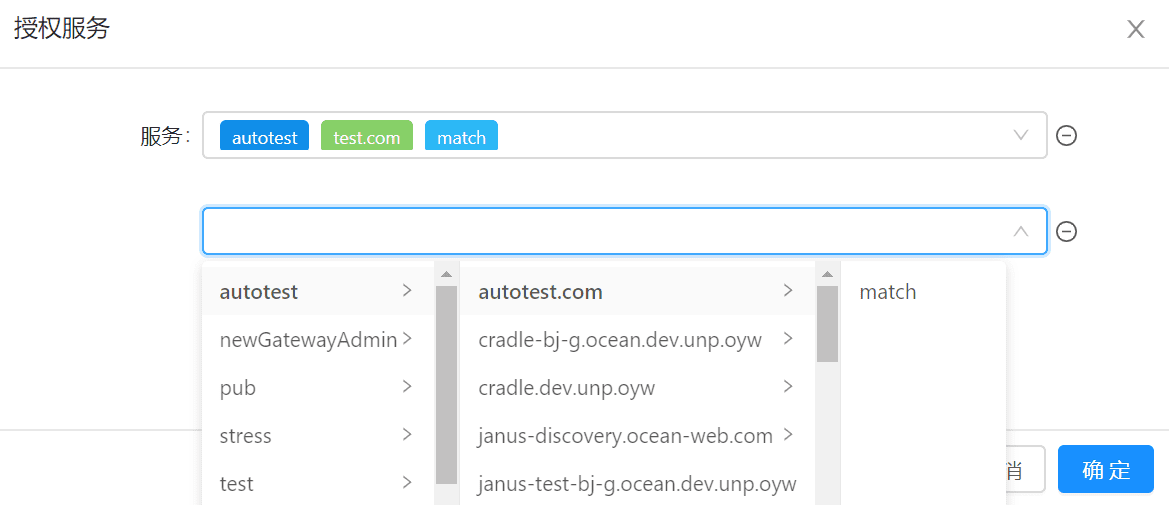 授权服务
服务:
autotest test.com match
autotest autotest.com match
newGatewayAdmin cradle-bj-g.ocean.dev.unp.oyw
pub cradle.dev.unp.oyw
stress janus-discovery.ocean-web.com
test janus-test-bj-g.ocean.dev.unp.oyw
消 确定